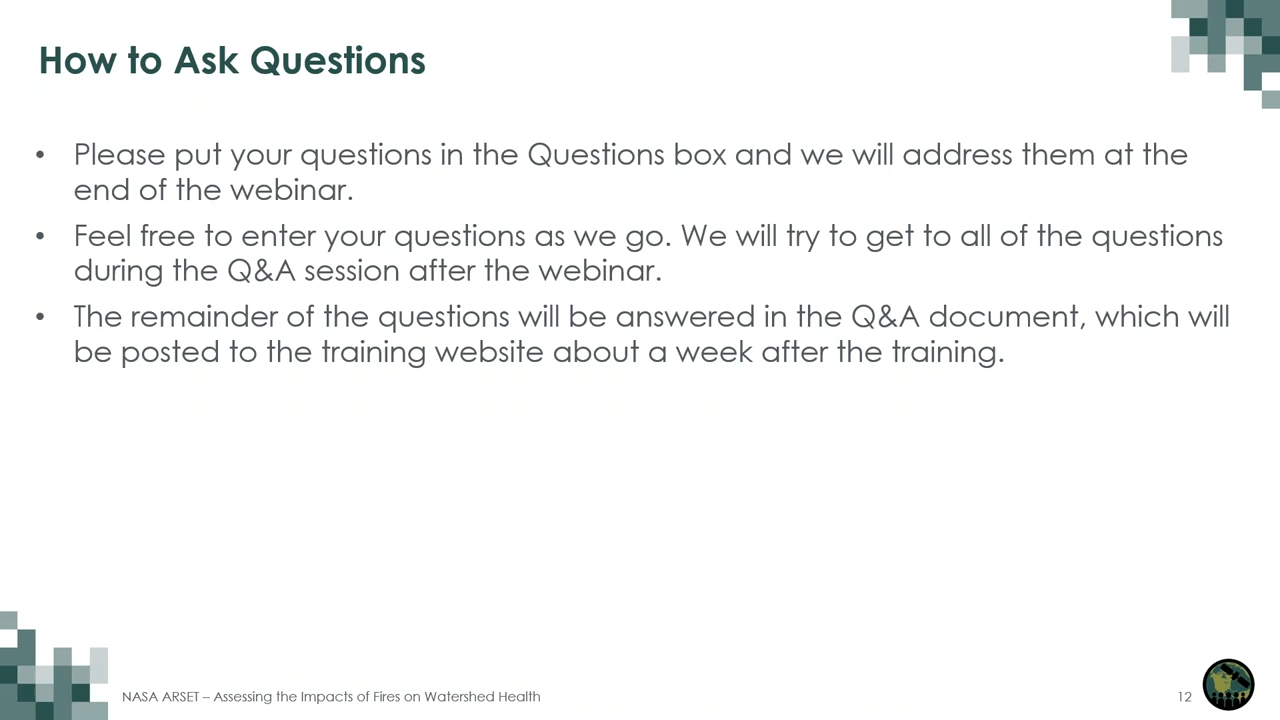 How to Ask Questions
• Please put your questions in the Questions box and we will address them at the
end of the webinar.
• Feel free to enter your questions as we go. We will try to get to all of the questions
during the Q&A session after the webinar.
• The remainder of the questions will be answered in the Q&A document, which will
be posted to the training website about a week after the training.
NASA ARSET – Assessing the Impacts of Fires on Watershed Health
12